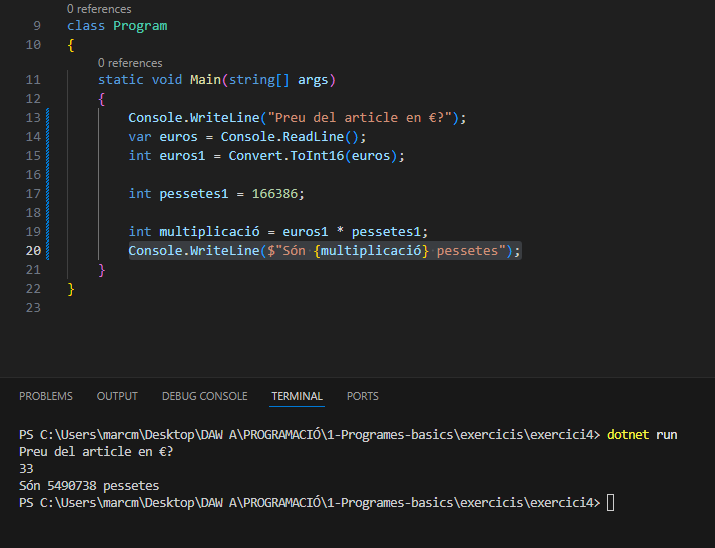 0 references
9 class Program
10 {
0 references
11 static void Main(string[] args)
12 {
13 Console.WriteLine("Preu del article en €?");
14 var euros = Console.ReadLine();
15 int euros1 = Convert.ToInt16(euros);
16
17 int pessetes1 = 166386;
18
19 int multiplicació = euros1 * pessetes1;
20 Console.WriteLine($"Són {multiplicació} pessetes");
21 }
22 }
23
PROBLEMS OUTPUT DEBUG CONSOLE TERMINAL PORTS
PS C:\Users\marcm\Desktop\DAW A\PROGRAMACIÓ\1-Programes-basics\exercicis\exercici4> dotnet run
Preu del article en €?
33
Són 5490738 pessetes
PS C:\Users\marcm\Desktop\DAW A\PROGRAMACIÓ\1-Programes-basics\exercicis\exercici4>